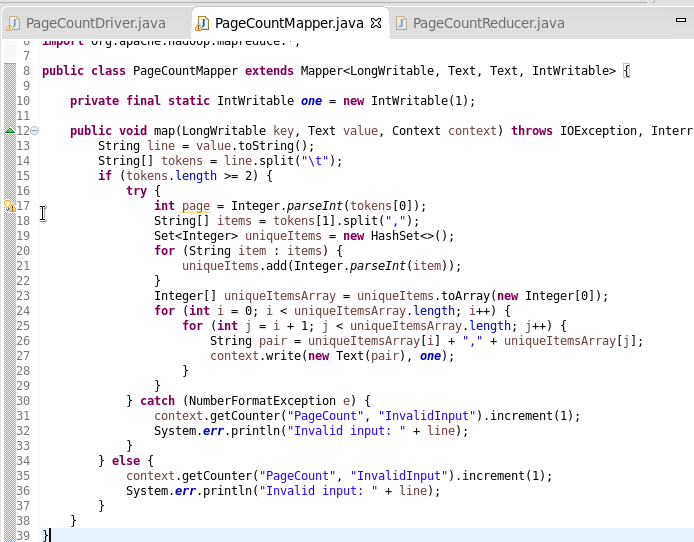 PageCountDriver.java PageCountMapper.java PageCountReducer.java
6 import org.apache.hadoop.mapreduce.*;
7
8 public class PageCountMapper extends Mapper<LongWritable, Text, Text, IntWritable> {
9
10     private final static IntWritable one = new IntWritable(1);
11
12     public void map(LongWritable key, Text value, Context context) throws IOException, Interr
13         String line = value.toString();
14         String[] tokens = line.split("\t");
15         if (tokens.length >= 2) {
16             try {
17                 int page = Integer.parseInt(tokens[0]);
18                 String[] items = tokens[1].split(",");
19                 Set<Integer> uniqueItems = new HashSet<>();
20                 for (String item : items) {
21                     uniqueItems.add(Integer.parseInt(item));
22                 }
23                 Integer[] uniqueItemsArray = uniqueItems.toArray(new Integer[0]);
24                 for (int i = 0; i < uniqueItemsArray.length; i++) {
25                     for (int j = i + 1; j < uniqueItemsArray.length; j++) {
26                         String pair = uniqueItemsArray[i] + "," + uniqueItemsArray[j];
27                         context.write(new Text(pair), one);
28                     }
29                 }
30             } catch (NumberFormatException e) {
31                 context.getCounter("PageCount", "InvalidInput").increment(1);
32                 System.err.println("Invalid input: " + line);
33             }
34         } else {
35             context.getCounter("PageCount", "InvalidInput").increment(1);
36             System.err.println("Invalid input: " + line);
37         }
38     }
39 }